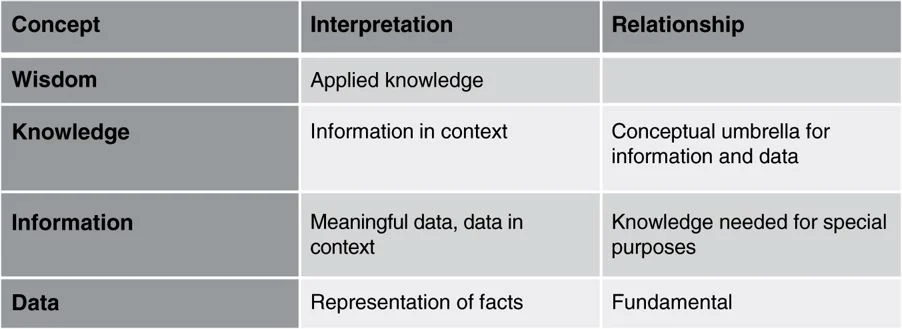 Concept Interpretation Relationship
Wisdom Applied knowledge
Knowledge Information in context Conceptual umbrella for
information and data
Information Meaningful data, data in Knowledge needed for special
context purposes
Data Representation of facts Fundamental